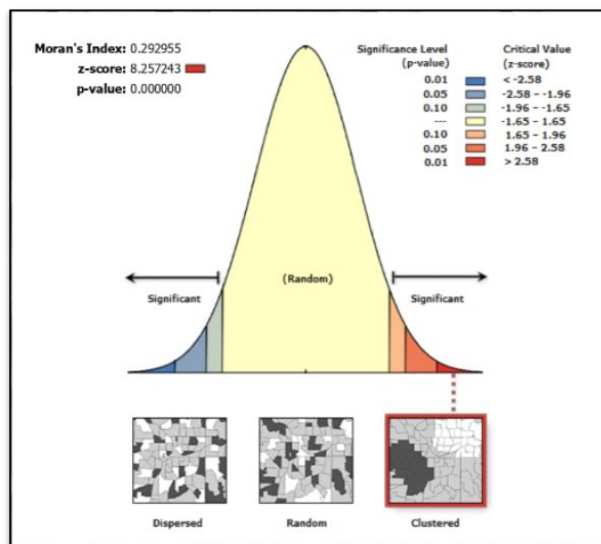 Moran's Index: 0.292955
z-score: 8.257243
p-value: 0.000000
Significance Level
(p-value)
Critical Value
(z-score)
0.01 < -2.58
0.05 -2.58 – -1.96
0.10 -1.96 – -1.65
--- -1.65 – 1.65
0.10 1.65 – 1.96
0.05 1.96 – 2.58
0.01 > 2.58
(Random)
Significant
Significant
Dispersed
Random
Clustered